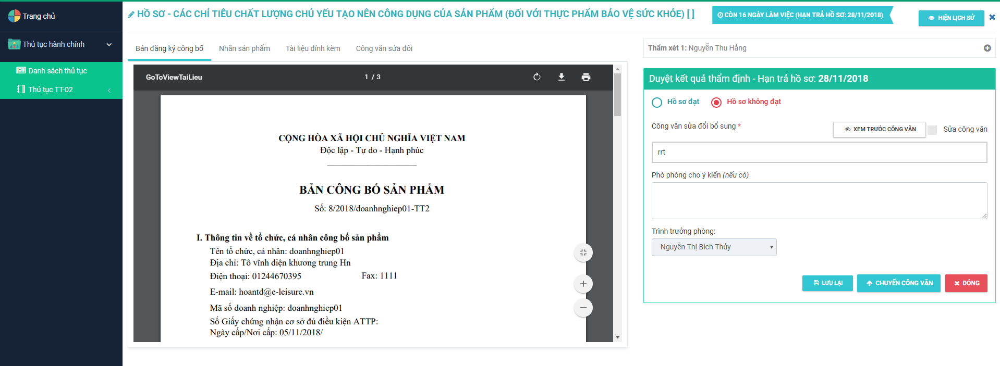 Trang chủ
Thủ tục hành chính
Danh sách thủ tục
Thủ tục TT-02
HỒ SƠ - CÁC CHỈ TIÊU CHẤT LƯỢNG CHỦ YẾU TẠO NÊN CÔNG DỤNG CỦA SẢN PHẨM (ĐỐI VỚI THỰC PHẨM BẢO VỆ SỨC KHỎE) [ ]
CÒN 16 NGÀY LÀM VIỆC (HẠN TRẢ HỒ SƠ: 28/11/2018)
HIỆN LỊCH SỬ
Bản đăng ký công bố
Nhãn sản phẩm
Tài liệu đính kèm
Công văn sửa đổi
GoToViewTaiLieu
1 / 3
CỘNG HÒA XÃ HỘI CHỦ NGHĨA VIỆT NAM
Độc lập - Tự do - Hạnh phúc
BẢN CÔNG BỐ SẢN PHẨM
Số: 8/2018/doanhnghiep01-TT2
I. Thông tin về tổ chức, cá nhân công bố sản phẩm
Tên tổ chức, cá nhân: doanhnghiep01
Địa chỉ: Tô vĩnh diện khương trung Hn
Điện thoại: 01244670395 Fax: 1111
E-mail: hoantd@e-leisure.vn
Mã số doanh nghiệp: doanhnghiep01
Số Giấy chứng nhận cơ sở đủ điều kiện ATTP:
Ngày cấp/Nơi cấp: 05/11/2018/
Thẩm xét 1: Nguyễn Thu Hằng
Duyệt kết quả thẩm định - Hạn trả hồ sơ: 28/11/2018
Hồ sơ đạt
Hồ sơ không đạt
Công văn sửa đổi bổ sung *
XEM TRƯỚC CÔNG VĂN
Sửa công văn
rrt
Phó phòng cho ý kiến (nếu có)
Trình trưởng phòng:
Nguyễn Thị Bích Thủy
LƯU LẠI
CHUYỂN CÔNG VĂN
ĐÓNG